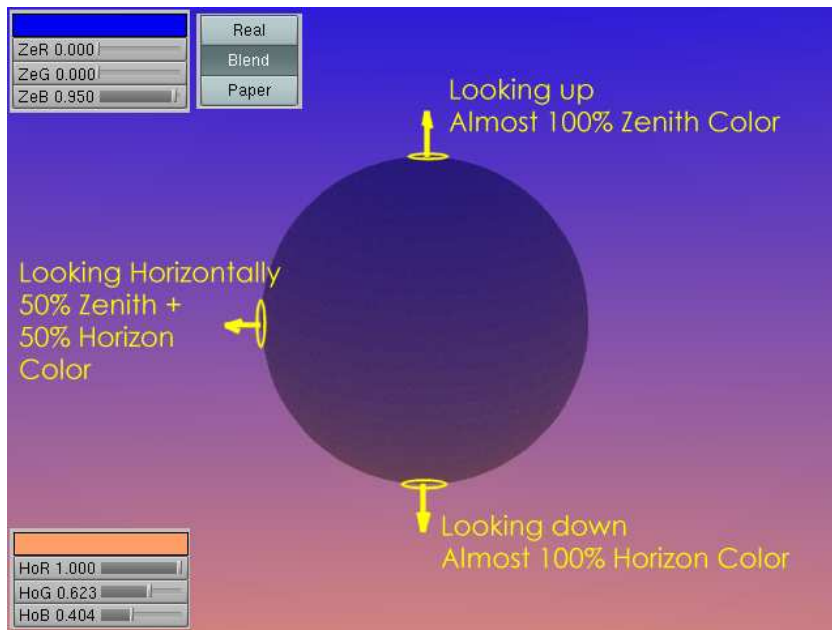 ZeR 0.000
ZeG 0.000
ZeB 0.950
Real
Blend
Paper
Looking up
Almost 100% Zenith Color
Looking Horizontally
50% Zenith +
50% Horizon
Color
Looking down
Almost 100% Horizon Color
HoR 1.000
HoG 0.623
HoB 0.404